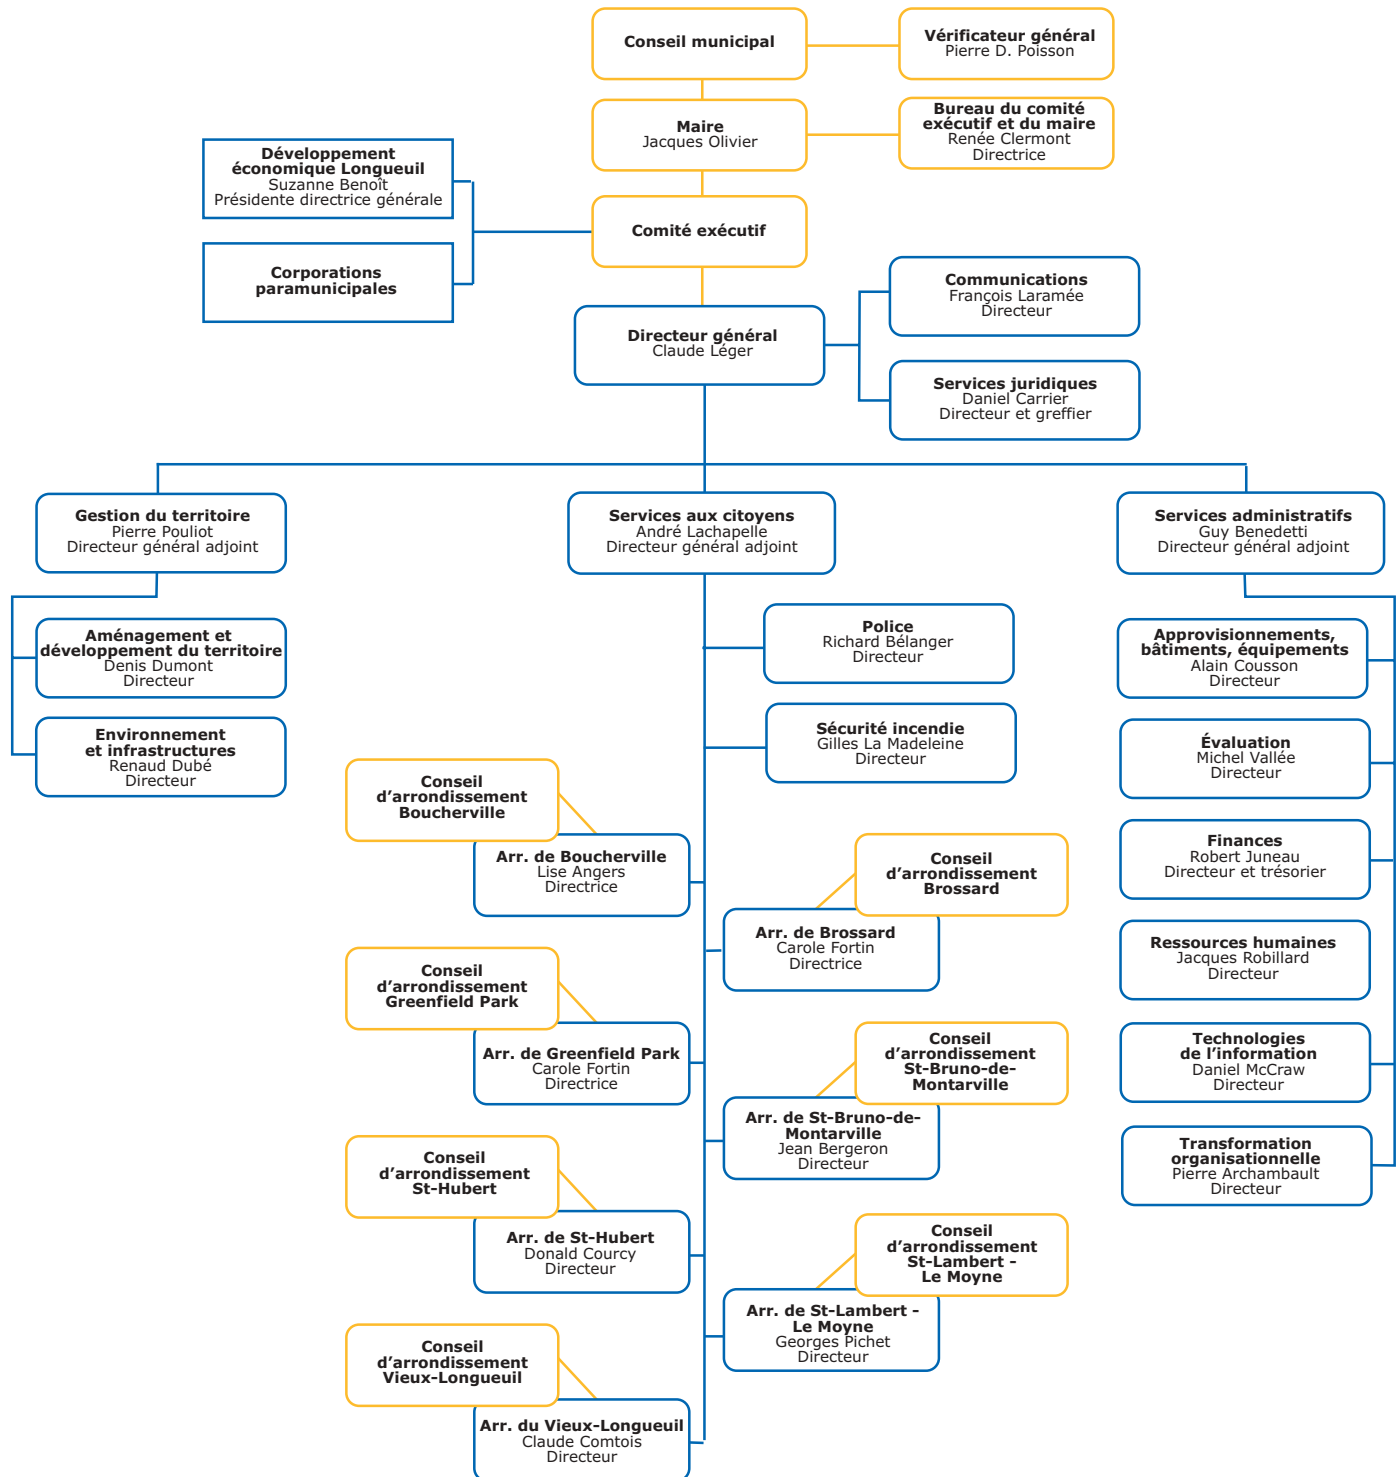 Conseil municipal
Vérificateur général
Pierre D. Poisson
Maire
Jacques Olivier
Bureau du comité
exécutif et du maire
Renée Clermont
Directrice
Développement
économique Longueuil
Suzanne Benoît
Présidente directrice générale
Comité exécutif
Corporations
paramunicipales
Communications
François Laramée
Directeur
Directeur général
Claude Léger
Services juridiques
Daniel Carrier
Directeur et greffier
Gestion du territoire
Pierre Pouliot
Directeur général adjoint
Services aux citoyens
André Lachapelle
Directeur général adjoint
Services administratifs
Guy Benedetti
Directeur général adjoint
Aménagement et
développement du territoire
Denis Dumont
Directeur
Environnement
et infrastructures
Renaud Dubé
Directeur
Police
Richard Bélanger
Directeur
Sécurité incendie
Gilles La Madeleine
Directeur
Conseil
d'arrondissement
Boucherville
Arr. de Boucherville
Lise Angers
Directrice
Conseil
d'arrondissement
Brossard
Arr. de Brossard
Carole Fortin
Directrice
Conseil
d'arrondissement
Greenfield Park
Arr. de Greenfield Park
Carole Fortin
Directrice
Conseil
d'arrondissement
St-Bruno-de-
Montarville
Arr. de St-Bruno-de-
Montarville
Jean Bergeron
Directeur
Conseil
d'arrondissement
St-Hubert
Arr. de St-Hubert
Donald Courcy
Directeur
Conseil
d'arrondissement
St-Lambert -
Le Moyne
Arr. de St-Lambert -
Le Moyne
Georges Pichet
Directeur
Conseil
d'arrondissement
Vieux-Longueuil
Arr. du Vieux-Longueuil
Claude Comtois
Directeur
Approvisionnements,
bâtiments, équipements
Alain Cousson
Directeur
Évaluation
Michel Vallée
Directeur
Finances
Robert Juneau
Directeur et trésorier
Ressources humaines
Jacques Robillard
Directeur
Technologies
de l'information
Daniel McCraw
Directeur
Transformation
organisationnelle
Pierre Archambault
Directeur